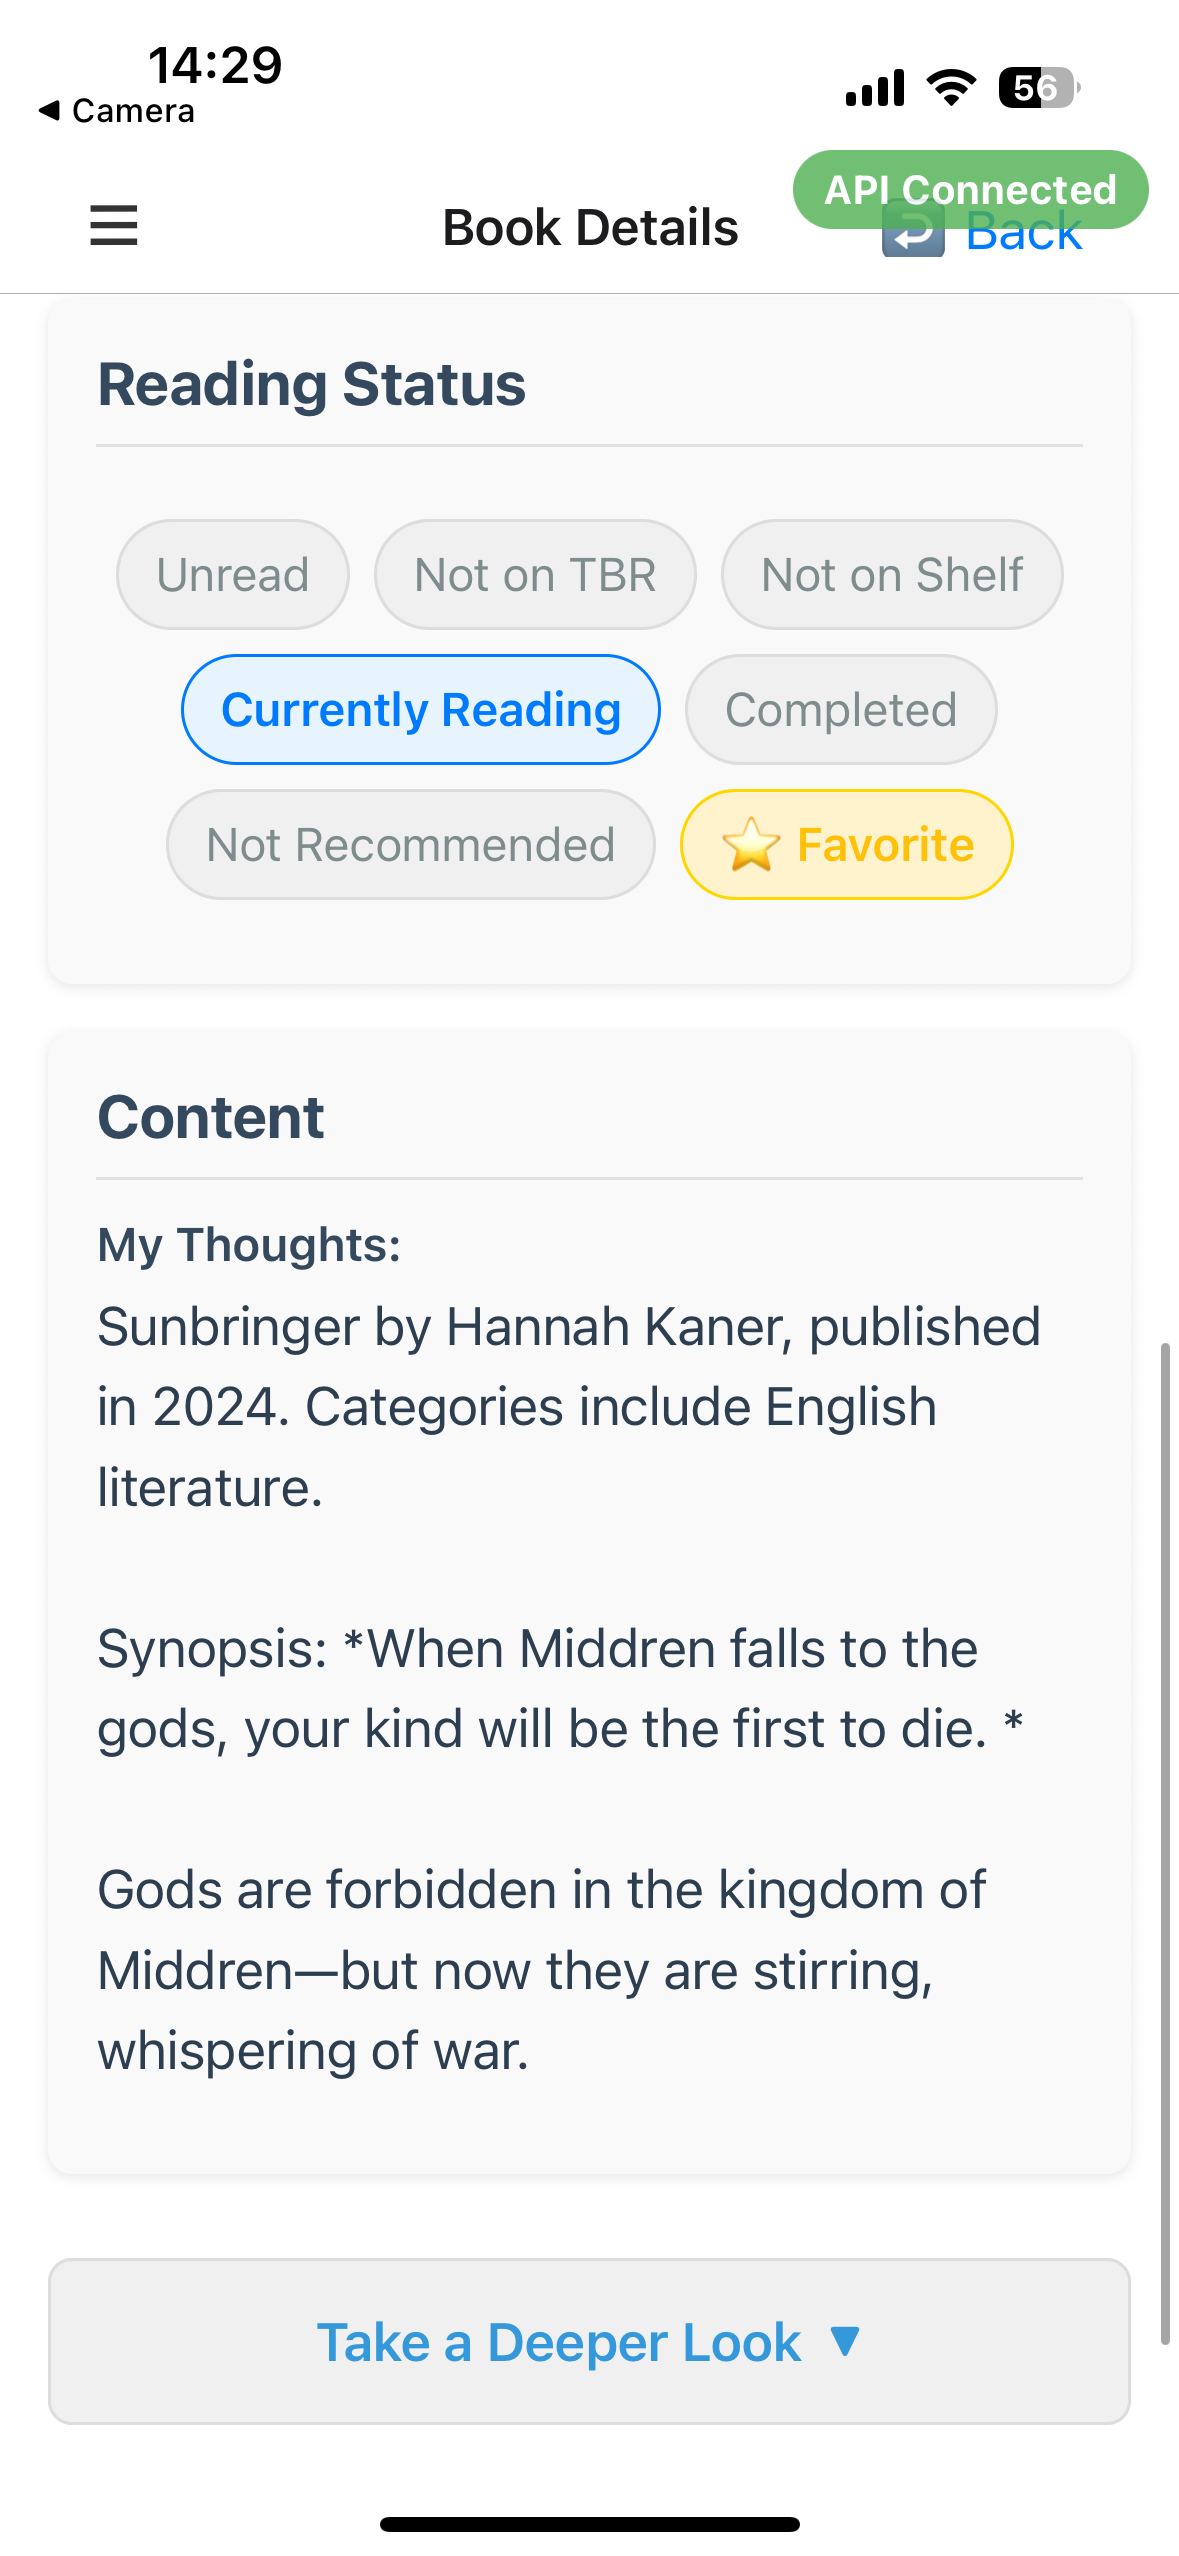 14:29
56
◀ Camera
API Connected
Book Details
Back
Reading Status
Unread
Not on TBR
Not on Shelf
Currently Reading
Completed
Not Recommended
⭐ Favorite
Content
My Thoughts:
Sunbringer by Hannah Kaner, published
in 2024. Categories include English
literature.
Synopsis: *When Middren falls to the
gods, your kind will be the first to die. *
Gods are forbidden in the kingdom of
Middren—but now they are stirring,
whispering of war.
Take a Deeper Look ▼